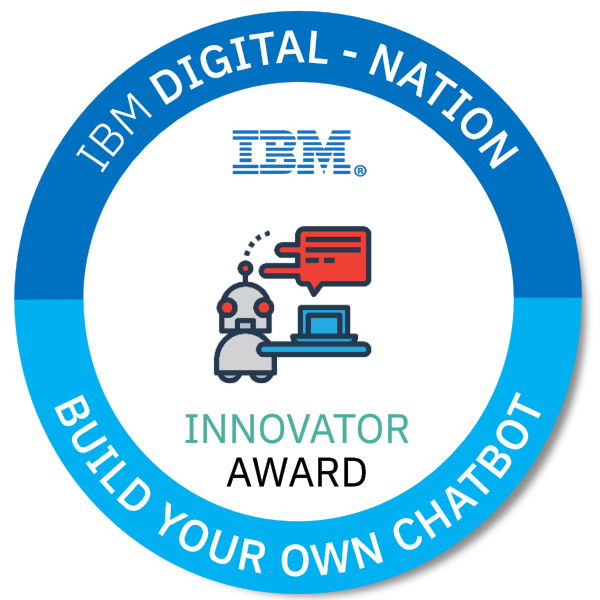 IBM DIGITAL - NATION
IBM®
INNOVATOR
AWARD
BUILD YOUR OWN CHATBOT